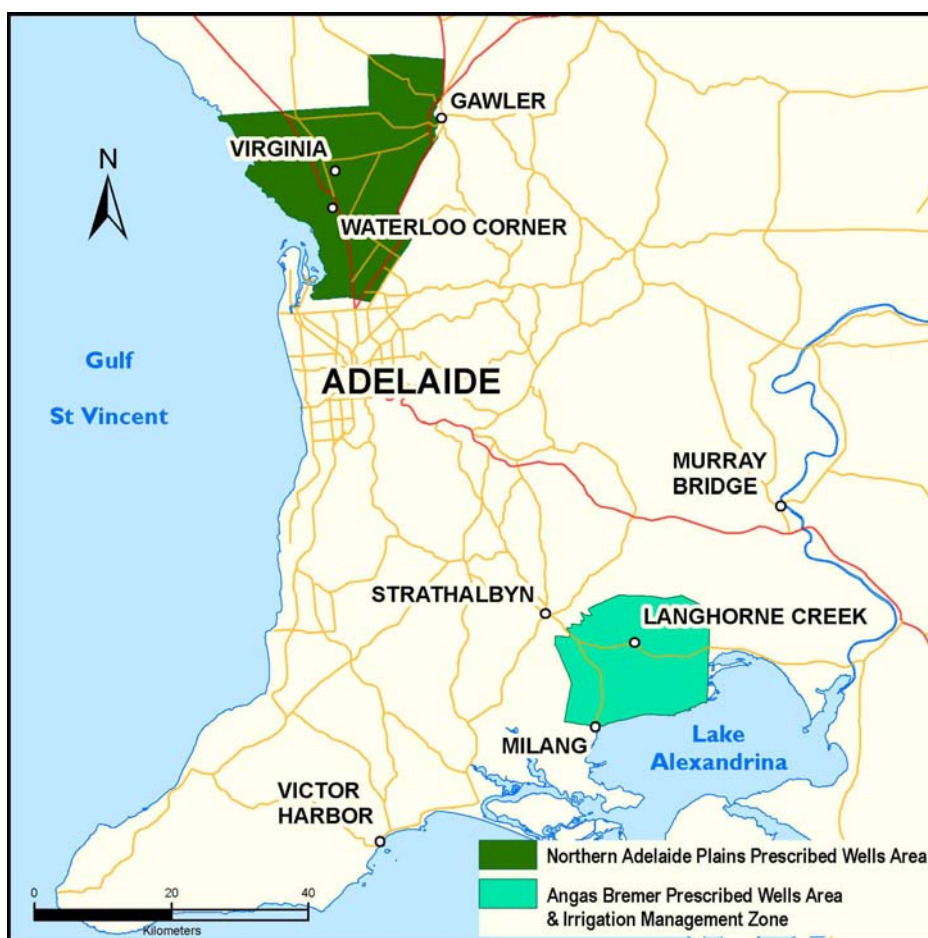 GAWLER
VIRGINIA
N
WATERLOO CORNER
Gulf
St Vincent
ADELAIDE
MURRAY
BRIDGE
STRATHALBYN
LANGHORNE CREEK
MILANG
Lake
Alexandrina
VICTOR
HARBOR
Northern Adelaide Plains Prescribed Wells Area
Angas Bremer Prescribed Wells Area
& Irrigation Management Zone
0 20 40
Kilometers